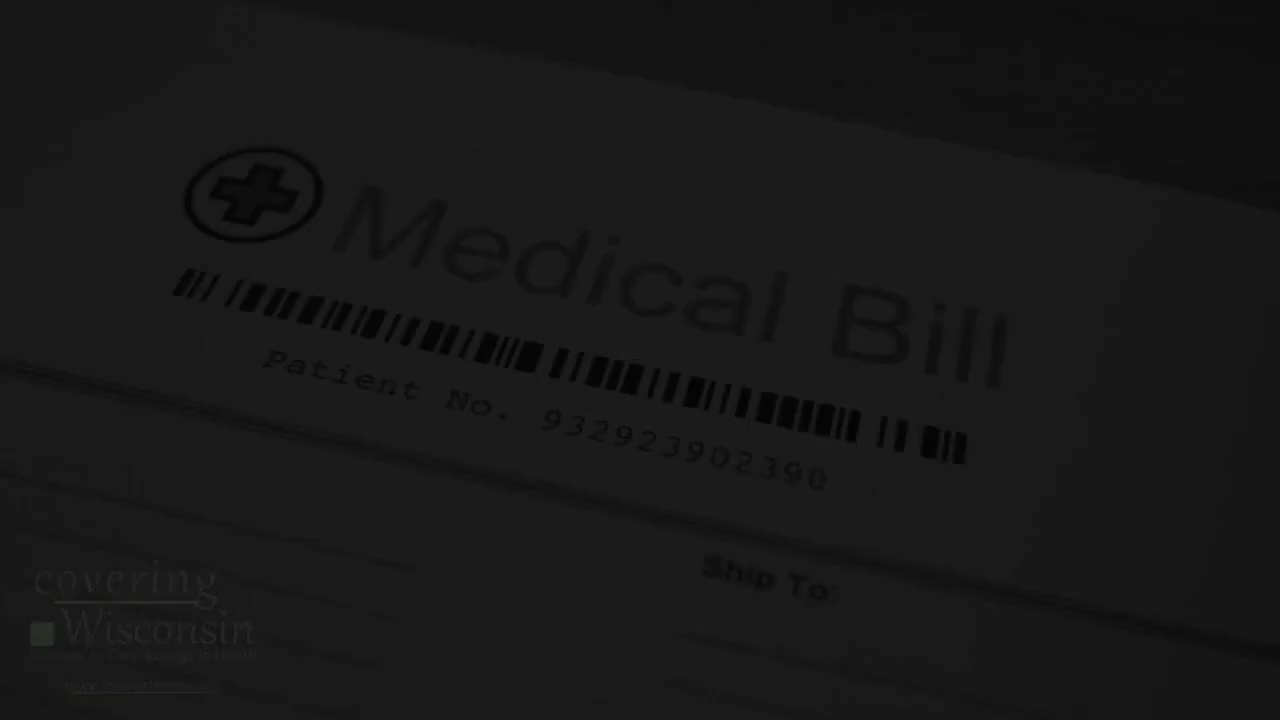 Medical Bill
Patient No. 932923902390
Ship To:
covering
Wisconsin